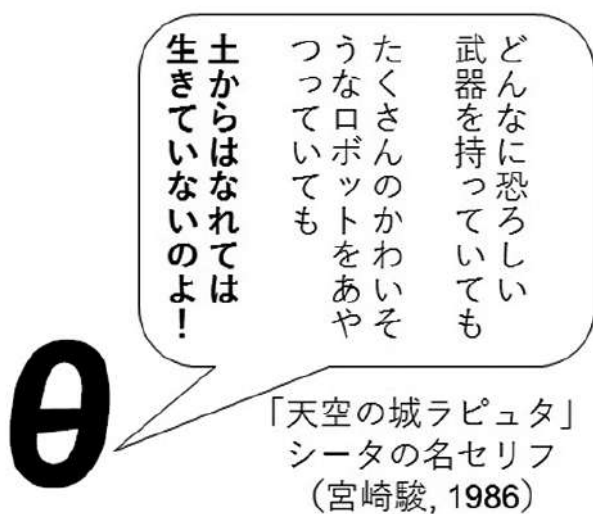 どんなに恐ろしい
武器を持っていても
たくさんのかわいそ
うなロボットをあや
つっていても
土からはなれては
生きていないのよ！
θ
「天空の城ラピュタ」
シータの名セリフ
（宮崎駿, 1986）